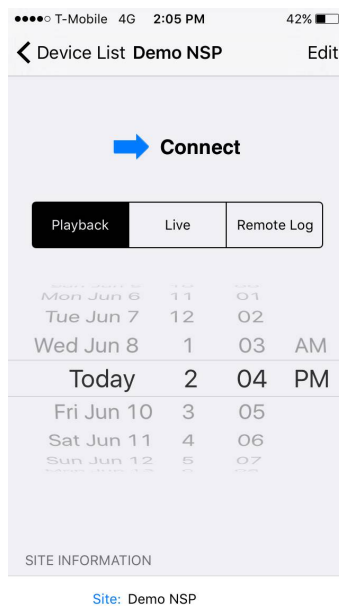 T-Mobile 4G 2:05 PM 42%
Device List Demo NSP Edit
Connect
Playback Live Remote Log
Mon Jun 6 11 01
Tue Jun 7 12 02
Wed Jun 8 1 03 AM
Today 2 04 PM
Fri Jun 10 3 05
Sat Jun 11 4 06
Sun Jun 12 5 07
SITE INFORMATION
Site: Demo NSP